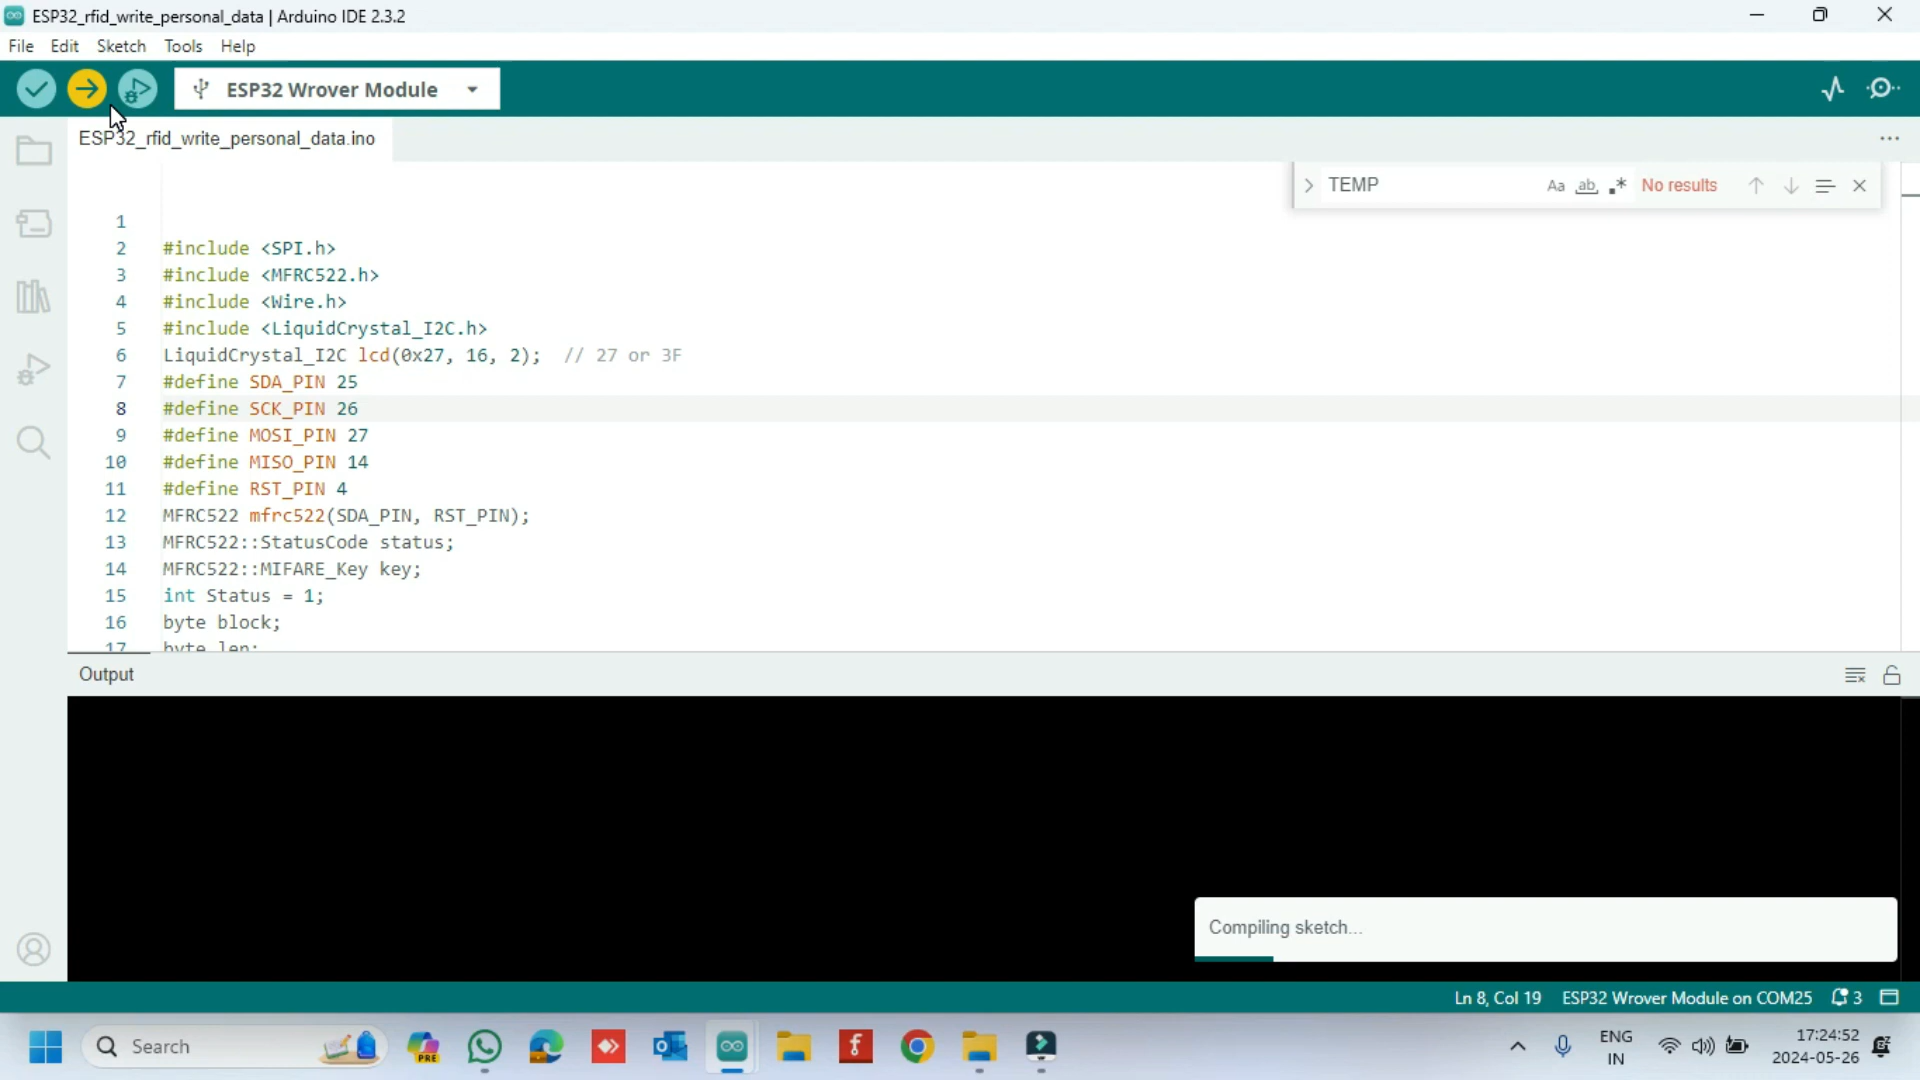 ESP32_rfid_write_personal_data | Arduino IDE 2.3.2
File Edit Sketch Tools Help
ESP32 Wrover Module
ESP32_rfid_write_personal_data.ino
TEMP Aa ab .* No results
1
2 #include <SPI.h>
3 #include <MFRC522.h>
4 #include <Wire.h>
5 #include <LiquidCrystal_I2C.h>
6 LiquidCrystal_I2C lcd(0x27, 16, 2); // 27 or 3F
7 #define SDA_PIN 25
8 #define SCK_PIN 26
9 #define MOSI_PIN 27
10 #define MISO_PIN 14
11 #define RST_PIN 4
12 MFRC522 mfrc522(SDA_PIN, RST_PIN);
13 MFRC522::StatusCode status;
14 MFRC522::MIFARE_Key key;
15 int Status = 1;
16 byte block;
17 byte len;
Output
Compiling sketch...
Ln 8, Col 19 ESP32 Wrover Module on COM25 3
Search PRE
ENG
IN
17:24:52
2024-05-26